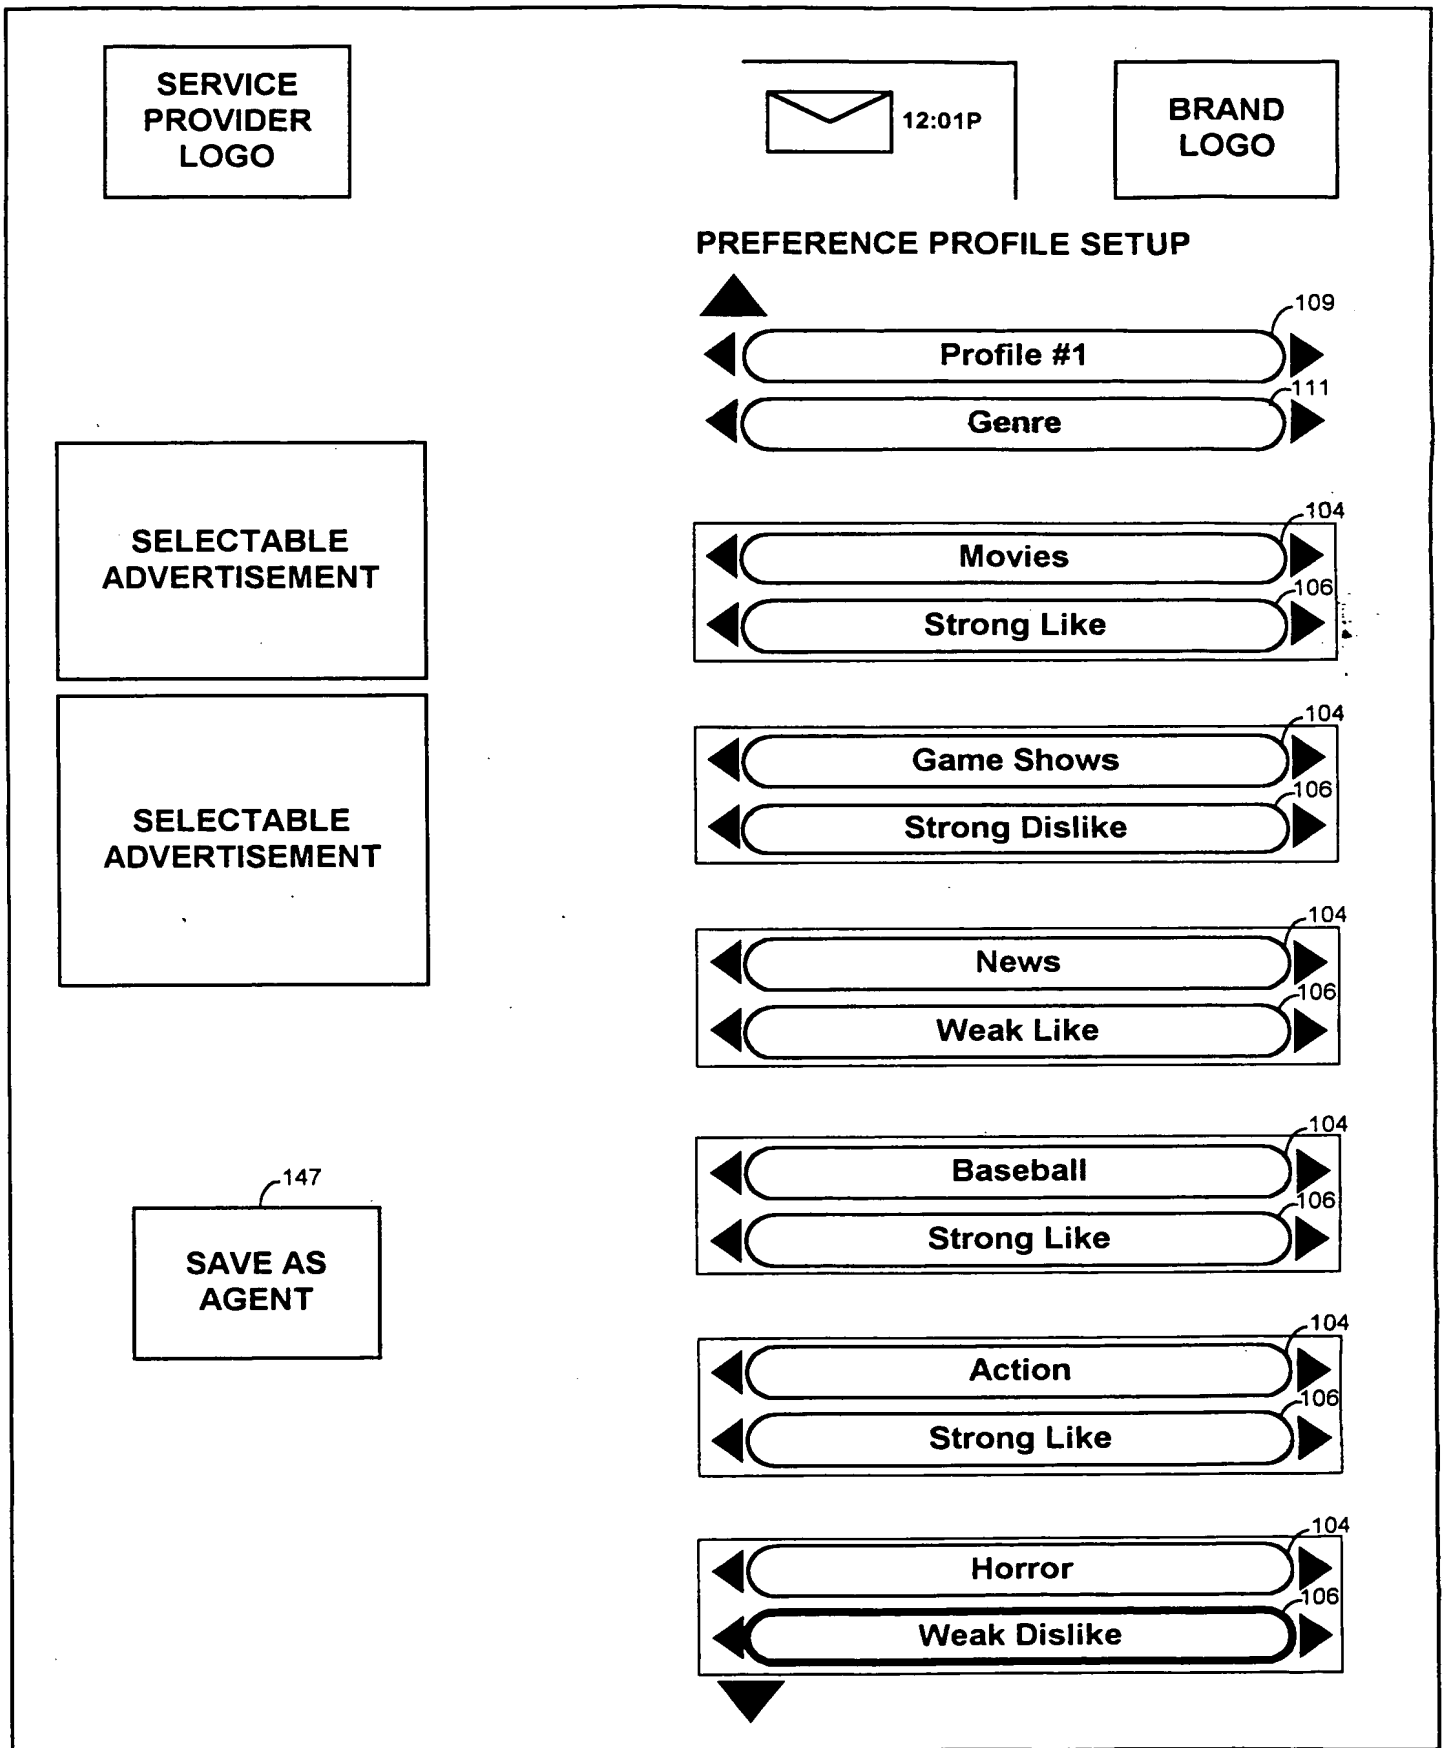 SERVICE
PROVIDER
LOGO
12:01P
BRAND
LOGO
PREFERENCE PROFILE SETUP
109
Profile #1
111
Genre
SELECTABLE
ADVERTISEMENT
104
Movies
106
Strong Like
SELECTABLE
ADVERTISEMENT
104
Game Shows
106
Strong Dislike
104
News
106
Weak Like
147
SAVE AS
AGENT
104
Baseball
106
Strong Like
104
Action
106
Strong Like
104
Horror
106
Weak Dislike